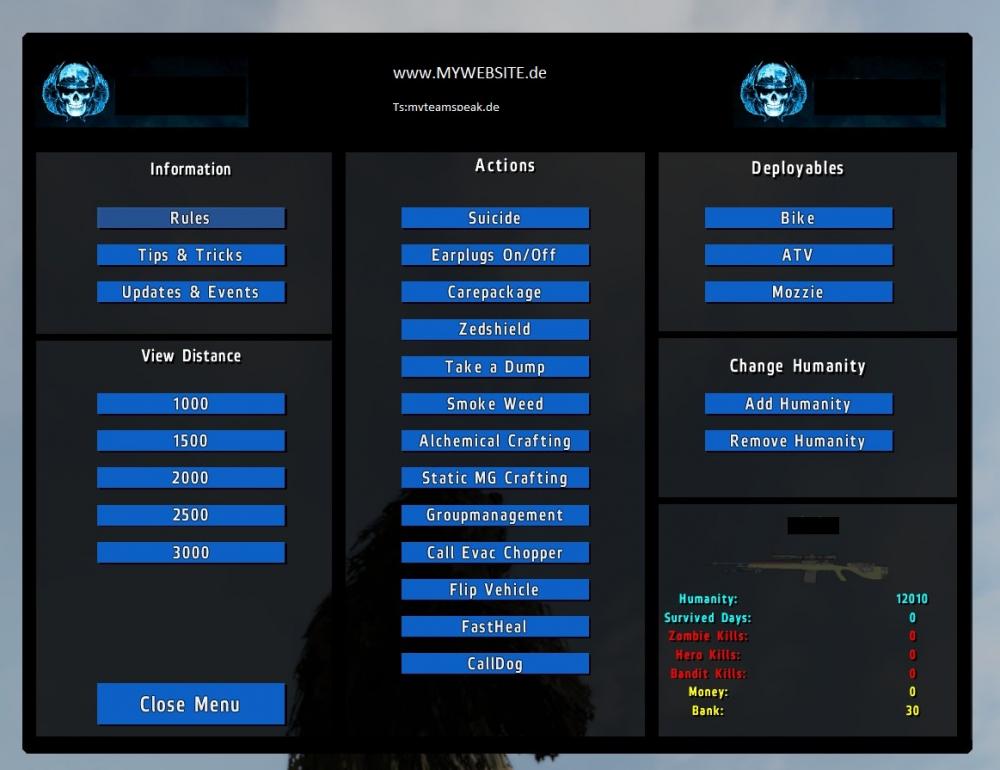 www.MYWEBSITE.de
Ts:myteamspeak.de
Information
Rules
Tips & Tricks
Updates & Events
View Distance
1000
1500
2000
2500
3000
Close Menu
Actions
Suicide
Earplugs On/Off
Carepackage
Zedshield
Take a Dump
Smoke Weed
Alchemical Crafting
Static MG Crafting
Groupmanagement
Call Evac Chopper
Flip Vehicle
FastHeal
CallDog
Deployables
Bike
ATV
Mozzie
Change Humanity
Add Humanity
Remove Humanity
Humanity: 12010
Survived Days: 0
Zombie Kills: 0
Hero Kills: 0
Bandit Kills: 0
Money: 0
Bank: 30